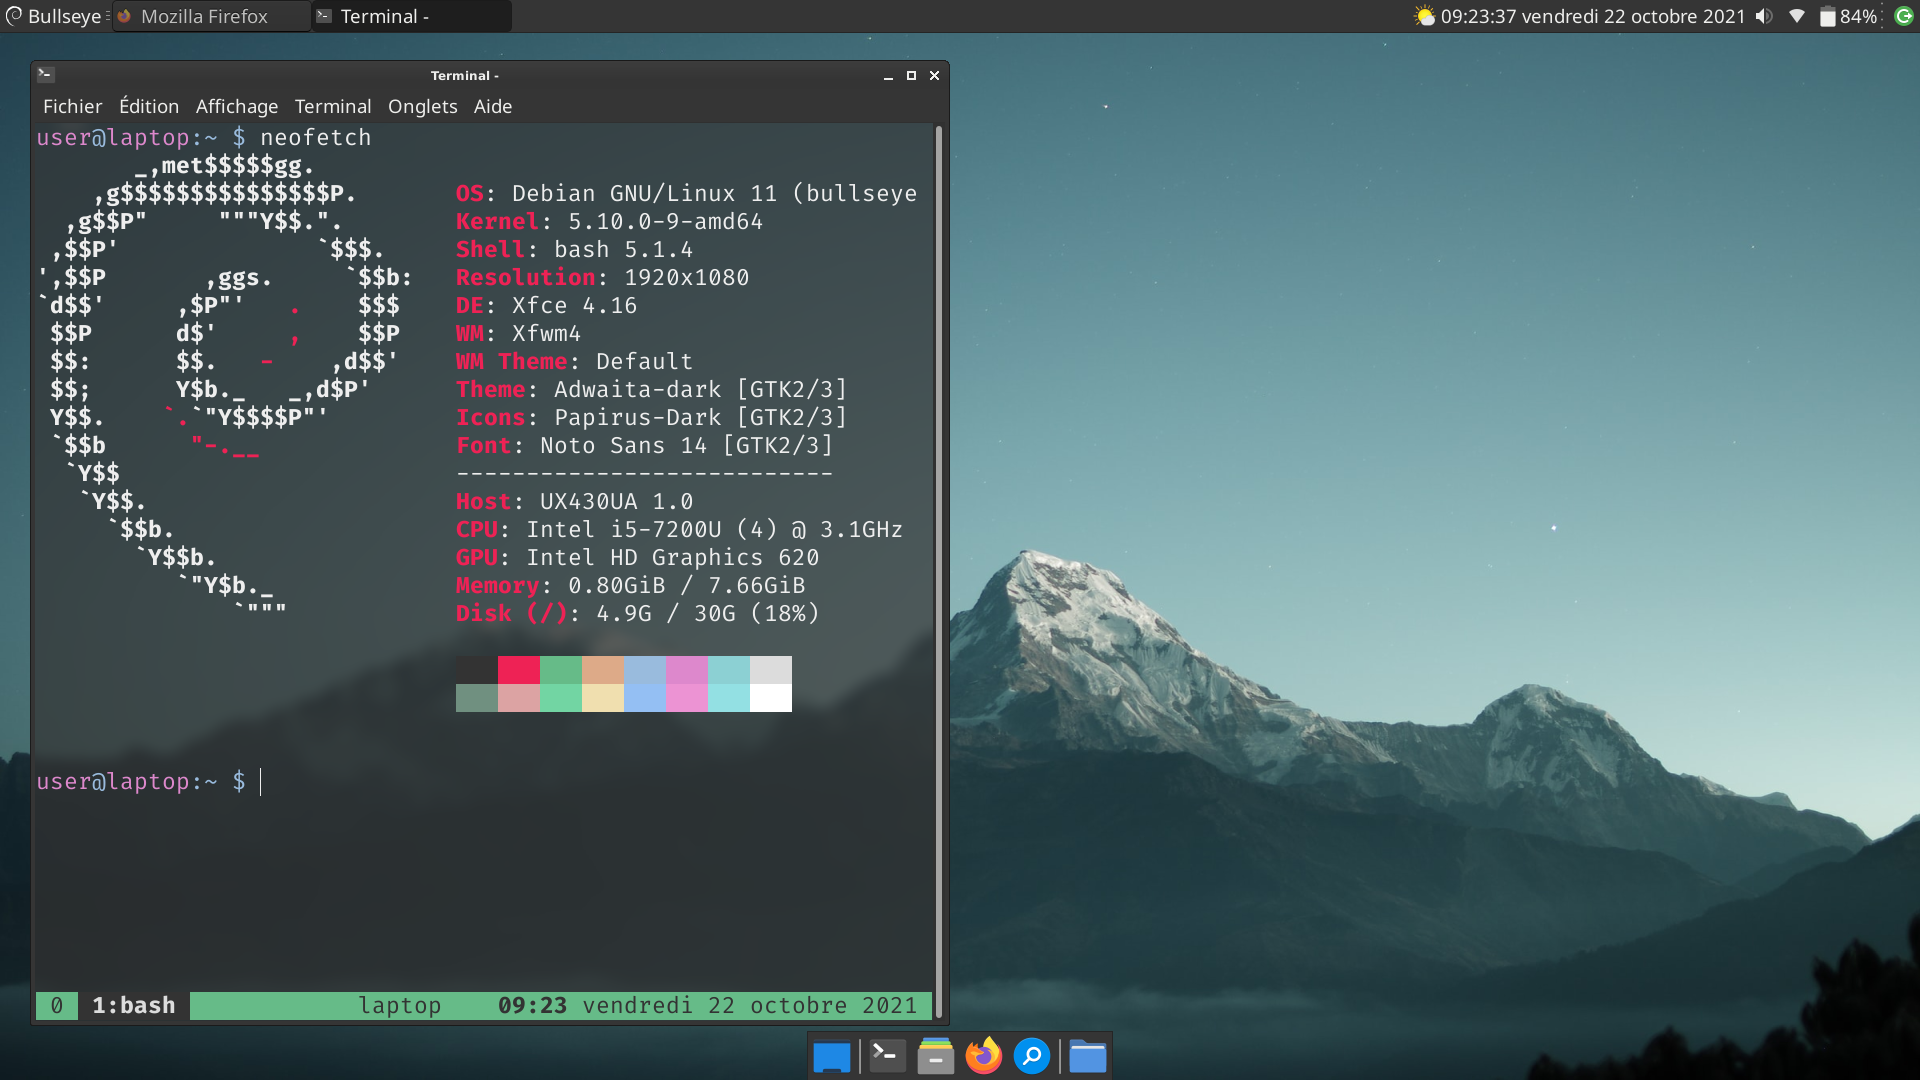 Bullseye Mozilla Firefox Terminal - 09:23:37 vendredi 22 octobre 2021 84%
Terminal -
Fichier Édition Affichage Terminal Onglets Aide
user@laptop:~ $ neofetch
_,met$$$$$gg.
,g$$$$$$$$$$$$$$$P. OS: Debian GNU/Linux 11 (bullseye
,g$$P" """Y$$.". Kernel: 5.10.0-9-amd64
,$$P' `$$$. Shell: bash 5.1.4
',$$P ,ggs. `$$b: Resolution: 1920x1080
`d$$' ,$P"' . $$$ DE: Xfce 4.16
$$P d$' , $$P WM: Xfwm4
$$: $$. - ,d$$' WM Theme: Default
$$; Y$b._ _,d$P' Theme: Adwaita-dark [GTK2/3]
Y$$. `.`"Y$$$$P"' Icons: Papirus-Dark [GTK2/3]
`$$b "-.__ Font: Noto Sans 14 [GTK2/3]
`Y$$ ---------------------------
`Y$$. Host: UX430UA 1.0
`$$b. CPU: Intel i5-7200U (4) @ 3.1GHz
`Y$$b. GPU: Intel HD Graphics 620
`"Y$b._ Memory: 0.80GiB / 7.66GiB
`""" Disk (/): 4.9G / 30G (18%)
user@laptop:~ $
0 1:bash laptop 09:23 vendredi 22 octobre 2021